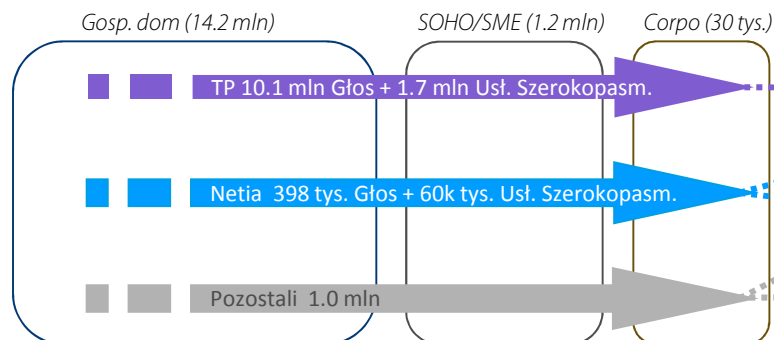 Gosp. dom (14.2 mln) SOHO/SME (1.2 mln) Corpo (30 tys.)
TP 10.1 mln Głos + 1.7 mln Usł. Szerokopasm.
Netia 398 tys. Głos + 60k tys. Usł. Szerokopasm.
Pozostali 1.0 mln